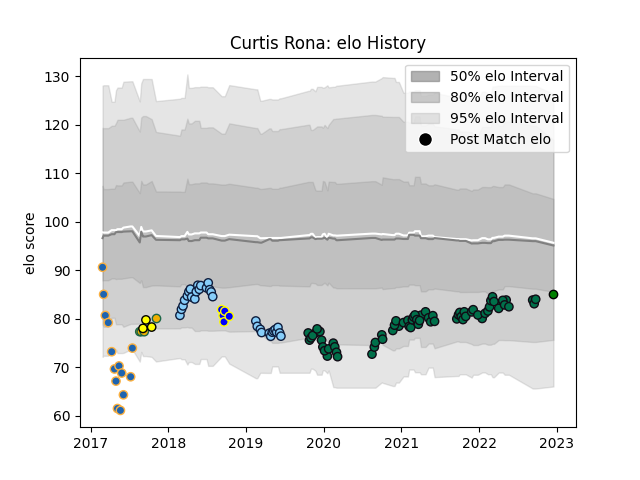 Curtis Rona: elo History
50% elo Interval
80% elo Interval
95% elo Interval
Post Match elo
elo score
130
120
110
100
90
80
70
60
2017 2018 2019 2020 2021 2022 2023